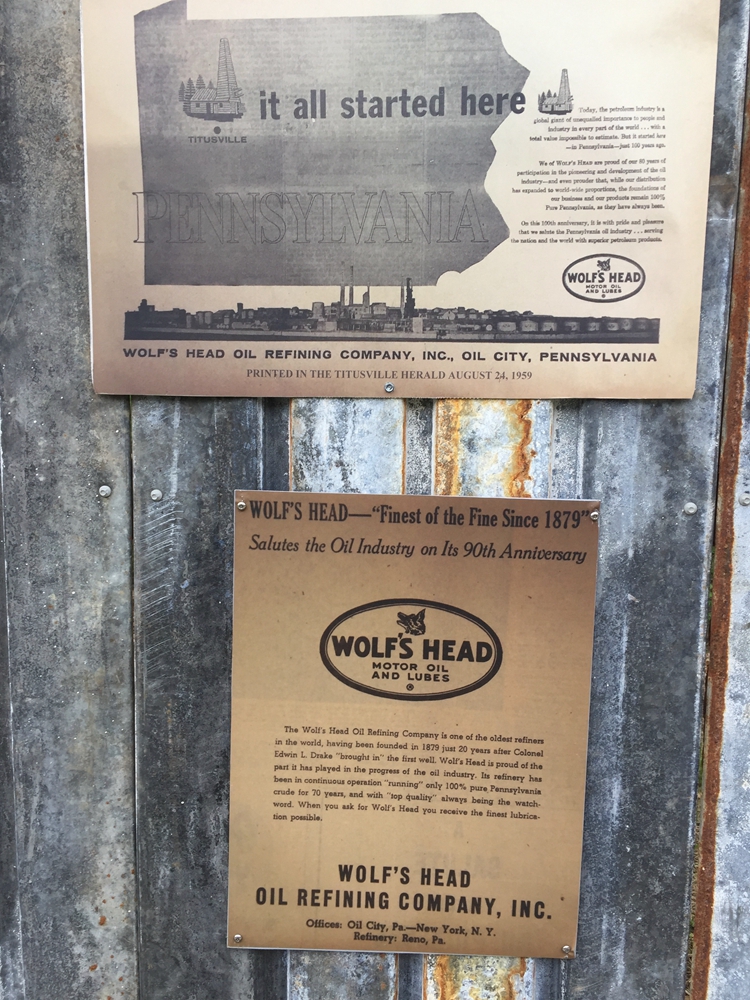 it all started here
TITUSVILLE
PENNSYLVANIA
Today, the petroleum industry is a
global giant of unequalled importance to people and
industry in every part of the world . . . with a
total value impossible to estimate. But it started here
—in Pennsylvania—just 100 years ago.
We of WOLF'S HEAD are proud of our 80 years of
participation in the pioneering and development of the oil
industry—and even prouder that, while our distribution
has expanded to world-wide proportions, the foundations of
our business and our products remain 100%
Pure Pennsylvania, as they have always been.
On this 100th anniversary, it is with pride and pleasure
that we salute the Pennsylvania oil industry . . . serving
the nation and the world with superior petroleum products.
WOLF'S HEAD
MOTOR OIL
AND LUBES
WOLF'S HEAD OIL REFINING COMPANY, INC., OIL CITY, PENNSYLVANIA
PRINTED IN THE TITUSVILLE HERALD AUGUST 24, 1959
WOLF'S HEAD—"Finest of the Fine Since 1879"
Salutes the Oil Industry on Its 90th Anniversary
WOLF'S HEAD
MOTOR OIL
AND LUBES
The Wolf's Head Oil Refining Company is one of the oldest refiners
in the world, having been founded in 1879 just 20 years after Colonel
Edwin L. Drake "brought in" the first well. Wolf's Head is proud of the
part it has played in the progress of the oil industry. Its refinery has
been in continuous operation "running" only 100% pure Pennsylvania
crude for 70 years, and with "top quality" always being the watch-
word. When you ask for Wolf's Head you receive the finest lubrica-
tion possible.
WOLF'S HEAD
OIL REFINING COMPANY, INC.
Offices: Oil City, Pa.—New York, N. Y.
Refinery: Reno, Pa.